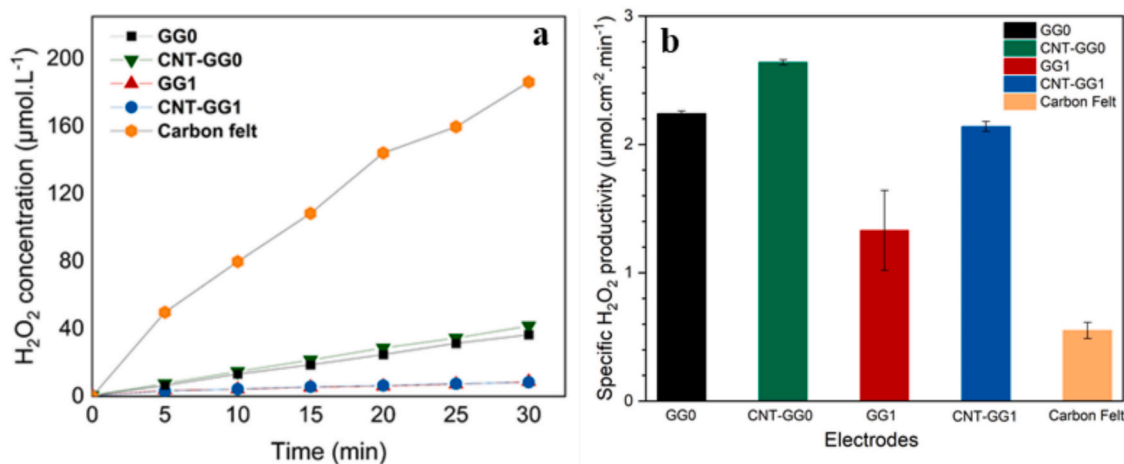 a
GG0
CNT-GG0
GG1
CNT-GG1
Carbon felt
200
160
120
80
40
0
0 5 10 15 20 25 30
H₂O₂ concentration (µmol.L⁻¹)
Time (min)
b
GG0
CNT-GG0
GG1
CNT-GG1
Carbon Felt
3
2
1
0
GG0 CNT-GG0 GG1 CNT-GG1 Carbon Felt
Specific H₂O₂ productivity (µmol.cm⁻².min⁻¹)
Electrodes